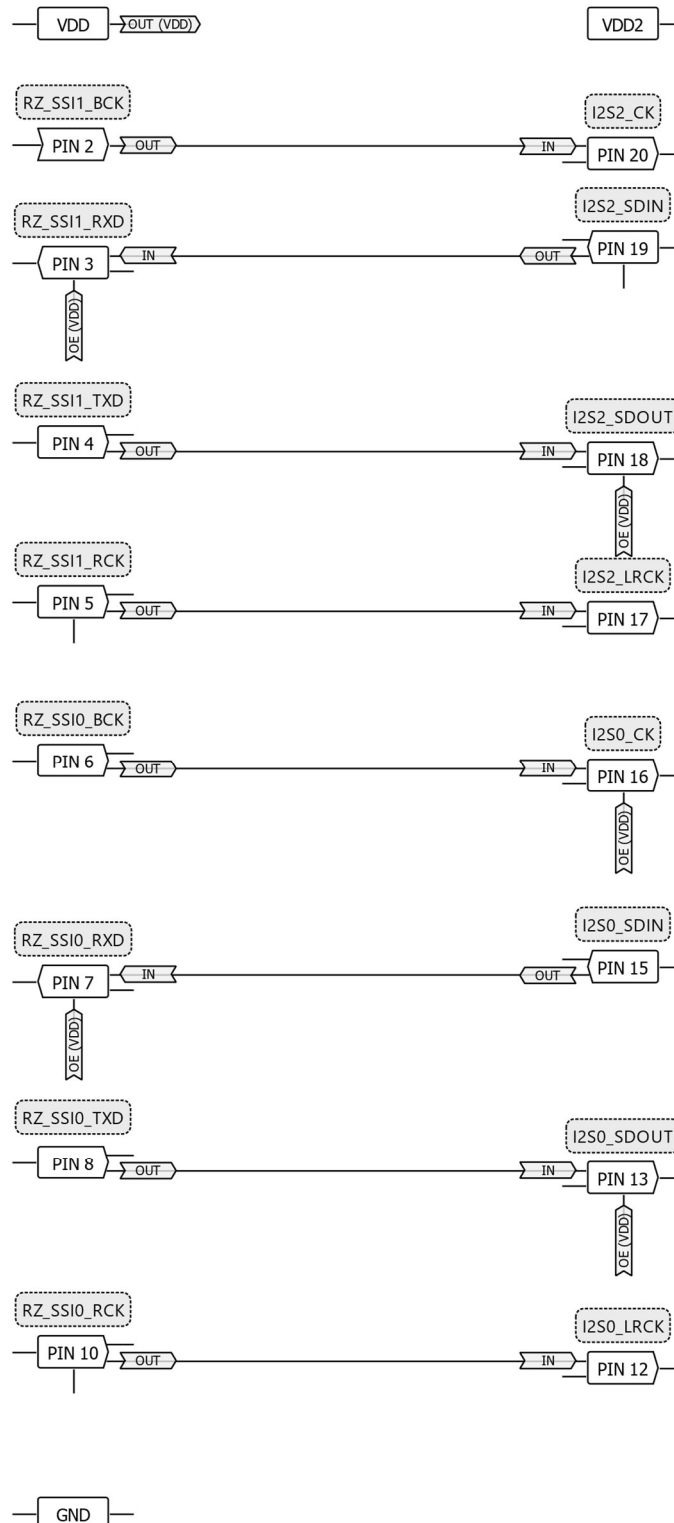 VDD OUT (VDD) VDD2
RZ_SSI1_BCK I2S2_CK
PIN 2 OUT IN PIN 20
RZ_SSI1_RXD I2S2_SDIN
PIN 3 IN OUT PIN 19
OE (VDD)
RZ_SSI1_TXD I2S2_SDOUT
PIN 4 OUT IN PIN 18
OE (VDD)
RZ_SSI1_RCK I2S2_LRCK
PIN 5 OUT IN PIN 17
RZ_SSI0_BCK I2S0_CK
PIN 6 OUT IN PIN 16
OE (VDD)
RZ_SSI0_RXD I2S0_SDIN
PIN 7 IN OUT PIN 15
OE (VDD)
RZ_SSI0_TXD I2S0_SDOUT
PIN 8 OUT IN PIN 13
OE (VDD)
RZ_SSI0_RCK I2S0_LRCK
PIN 10 OUT IN PIN 12
GND